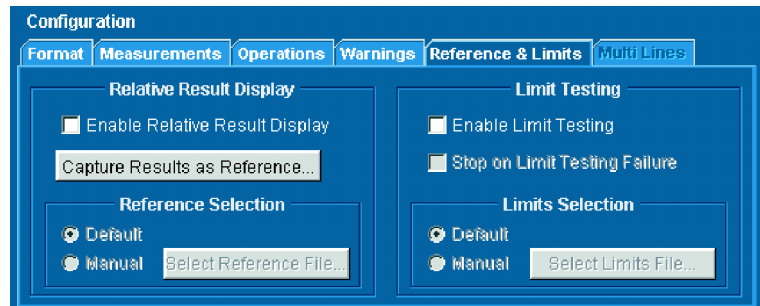 Configuration
Format Measurements Operations Warnings Reference & Limits Multi Lines
Relative Result Display
Enable Relative Result Display
Capture Results as Reference...
Reference Selection
Default
Manual Select Reference File...
Limit Testing
Enable Limit Testing
Stop on Limit Testing Failure
Limits Selection
Default
Manual Select Limits File...